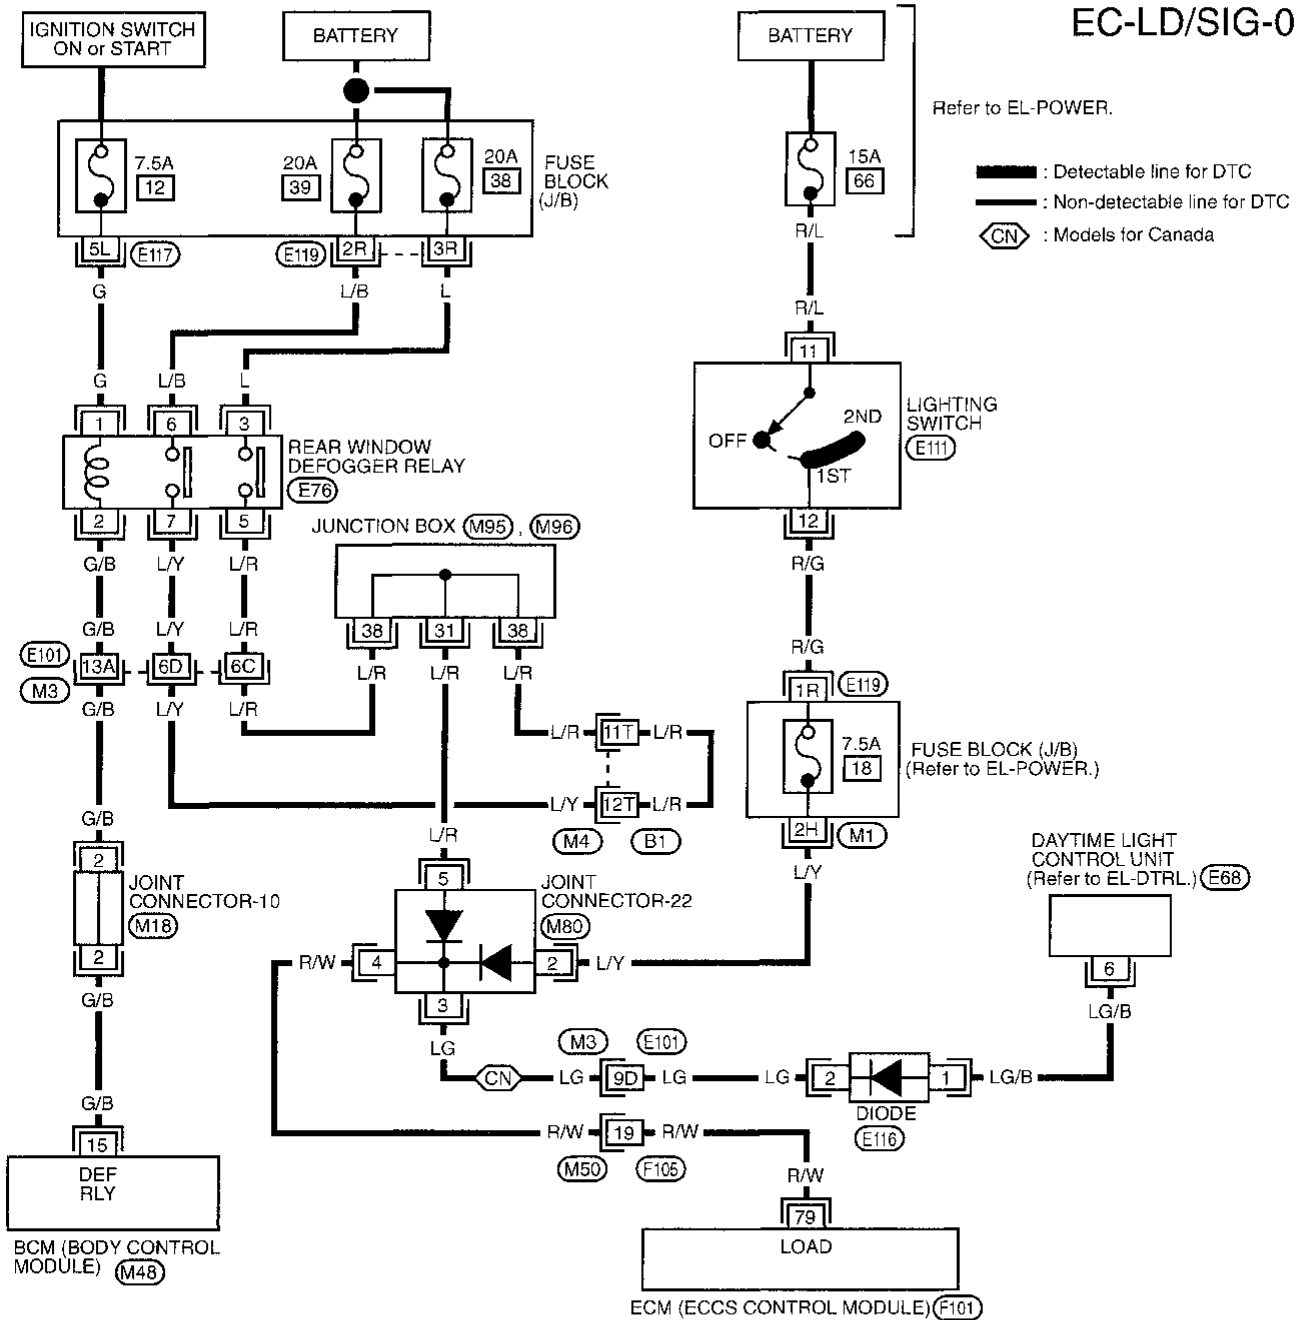 EC-LD/SIG-0
IGNITION SWITCH
ON or START
BATTERY
BATTERY
Refer to EL-POWER.
: Detectable line for DTC
: Non-detectable line for DTC
CN : Models for Canada
7.5A
12
20A
39
20A
38
FUSE
BLOCK
(J/B)
15A
66
5L E117 E119 2R 3R
R/L
G L/B L
R/L
G L/B L
11
1 6 3
REAR WINDOW
DEFOGGER RELAY
E76
2 7 5
OFF 2ND
1ST
LIGHTING
SWITCH
E111
12
JUNCTION BOX M95 , M96
G/B L/Y L/R
R/G
38 31 38
G/B L/Y L/R
R/G
E101
M3
13A 6D 6C
L/R L/R L/R
1R E119
G/B L/Y L/R
L/R 11T L/R
7.5A
18
FUSE BLOCK (J/B)
(Refer to EL-POWER.)
L/Y 12T L/R
G/B
L/R
M4 B1
2H M1
L/Y
DAYTIME LIGHT
CONTROL UNIT
(Refer to EL-DTRL.) E68
2
JOINT
CONNECTOR-10
M18
2
5
JOINT
CONNECTOR-22
M80
R/W 4 2 L/Y
3
6
G/B
LG/B
LG
M3 E101
CN LG 9D LG LG 2 1 LG/B
DIODE
E116
G/B
R/W 19 R/W
M50 F105
15
DEF
RLY
R/W
79
LOAD
BCM (BODY CONTROL
MODULE) M48
ECM (ECCS CONTROL MODULE) F101